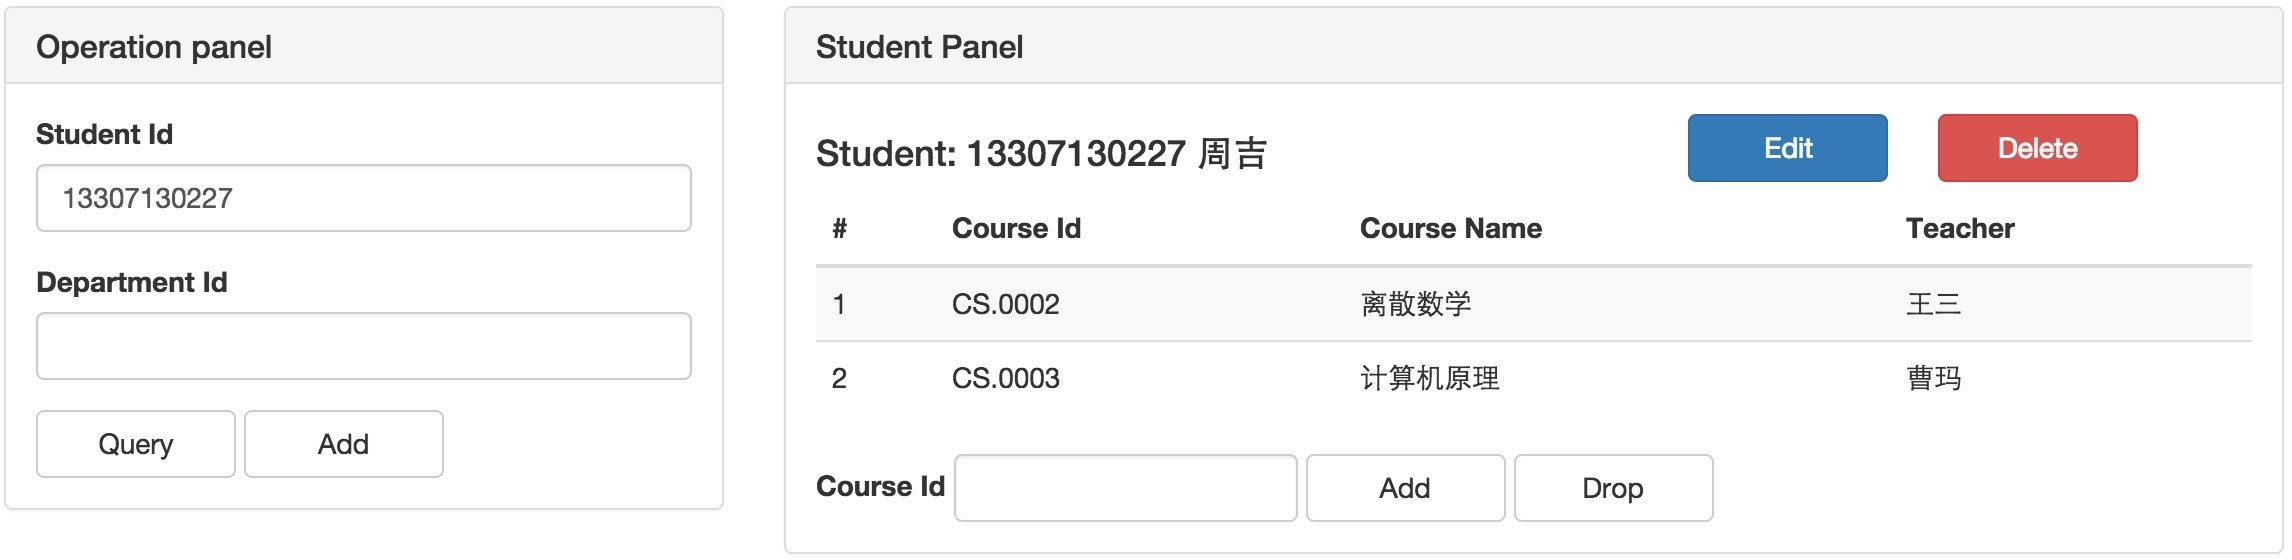 Operation panel
Student Id
13307130227
Department Id
Query Add
Student Panel
Student: 13307130227 周吉 Edit Delete
# Course Id Course Name Teacher
1 CS.0002 离散数学 王三
2 CS.0003 计算机原理 曹玛
Course Id Add Drop